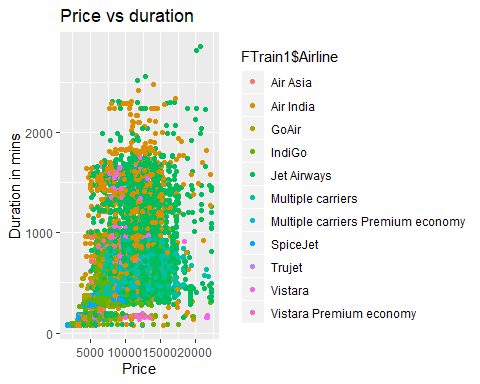 Price vs duration
FTrain1$Airline
Air Asia
Air India
GoAir
IndiGo
Jet Airways
Multiple carriers
Multiple carriers Premium economy
SpiceJet
Trujet
Vistara
Vistara Premium economy
Duration in mins
2000
1000
0
5000 10000 15000 20000
Price